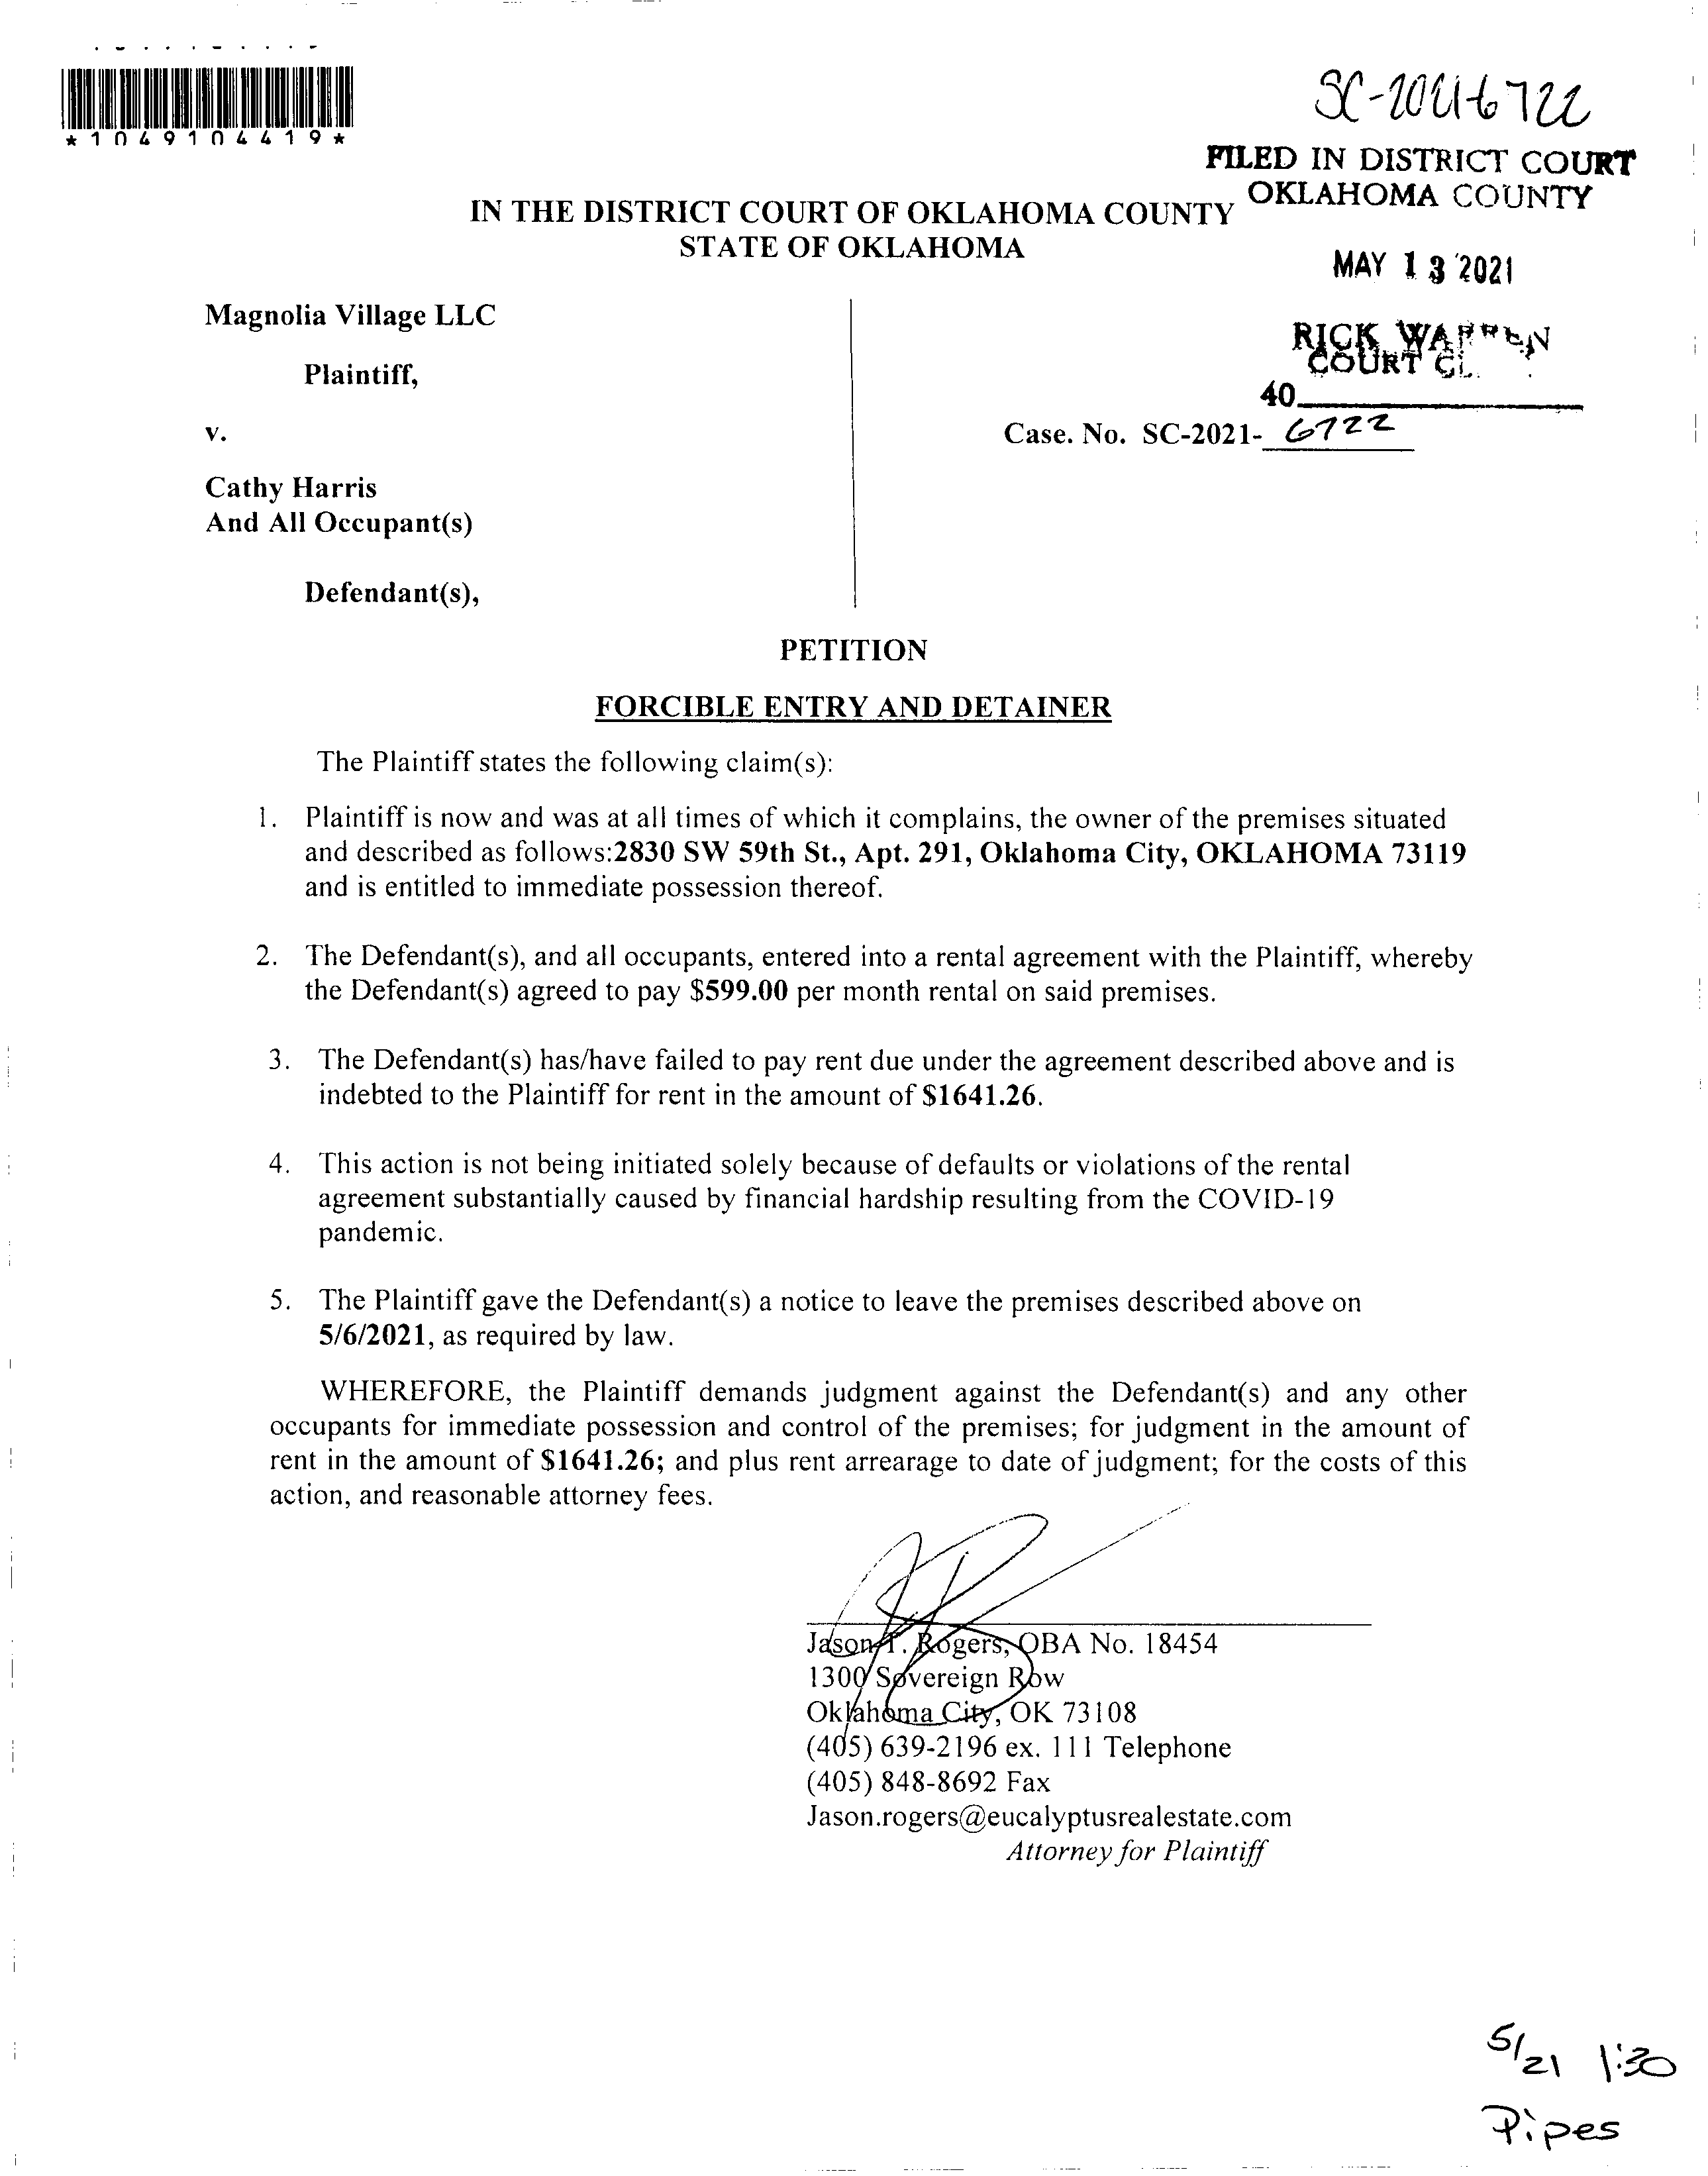 *1049104419*
SC-2021-6722
FILED IN DISTRICT COURT
OKLAHOMA COUNTY
IN THE DISTRICT COURT OF OKLAHOMA COUNTY
STATE OF OKLAHOMA
MAY 13 2021
Magnolia Village LLC
RICK WARREN
COURT CL
Plaintiff,
40
v.
Case. No. SC-2021-6722
Cathy Harris
And All Occupant(s)
Defendant(s),
PETITION
FORCIBLE ENTRY AND DETAINER
The Plaintiff states the following claim(s):
1. Plaintiff is now and was at all times of which it complains, the owner of the premises situated
and described as follows:2830 SW 59th St., Apt. 291, Oklahoma City, OKLAHOMA 73119
and is entitled to immediate possession thereof.
2. The Defendant(s), and all occupants, entered into a rental agreement with the Plaintiff, whereby
the Defendant(s) agreed to pay $599.00 per month rental on said premises.
3. The Defendant(s) has/have failed to pay rent due under the agreement described above and is
indebted to the Plaintiff for rent in the amount of $1641.26.
4. This action is not being initiated solely because of defaults or violations of the rental
agreement substantially caused by financial hardship resulting from the COVID-19
pandemic.
5. The Plaintiff gave the Defendant(s) a notice to leave the premises described above on
5/6/2021, as required by law.
WHEREFORE, the Plaintiff demands judgment against the Defendant(s) and any other
occupants for immediate possession and control of the premises; for judgment in the amount of
rent in the amount of $1641.26; and plus rent arrearage to date of judgment; for the costs of this
action, and reasonable attorney fees.
Jason T. Rogers, OBA No. 18454
1300 Sovereign Row
Oklahoma City, OK 73108
(405) 639-2196 ex. 111 Telephone
(405) 848-8692 Fax
Jason.rogers@eucalyptusrealestate.com
Attorney for Plaintiff
5/21 1:30
Pipes